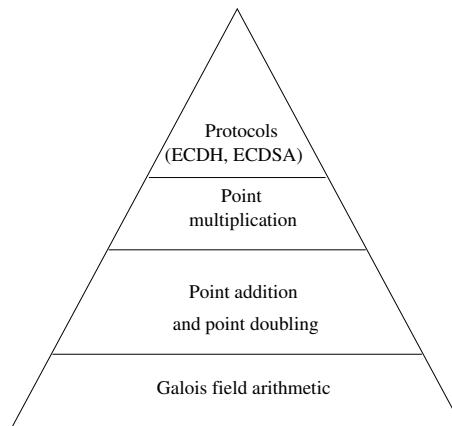 Protocols
(ECDH, ECDSA)
Point
multiplication
Point addition
and point doubling
Galois field arithmetic